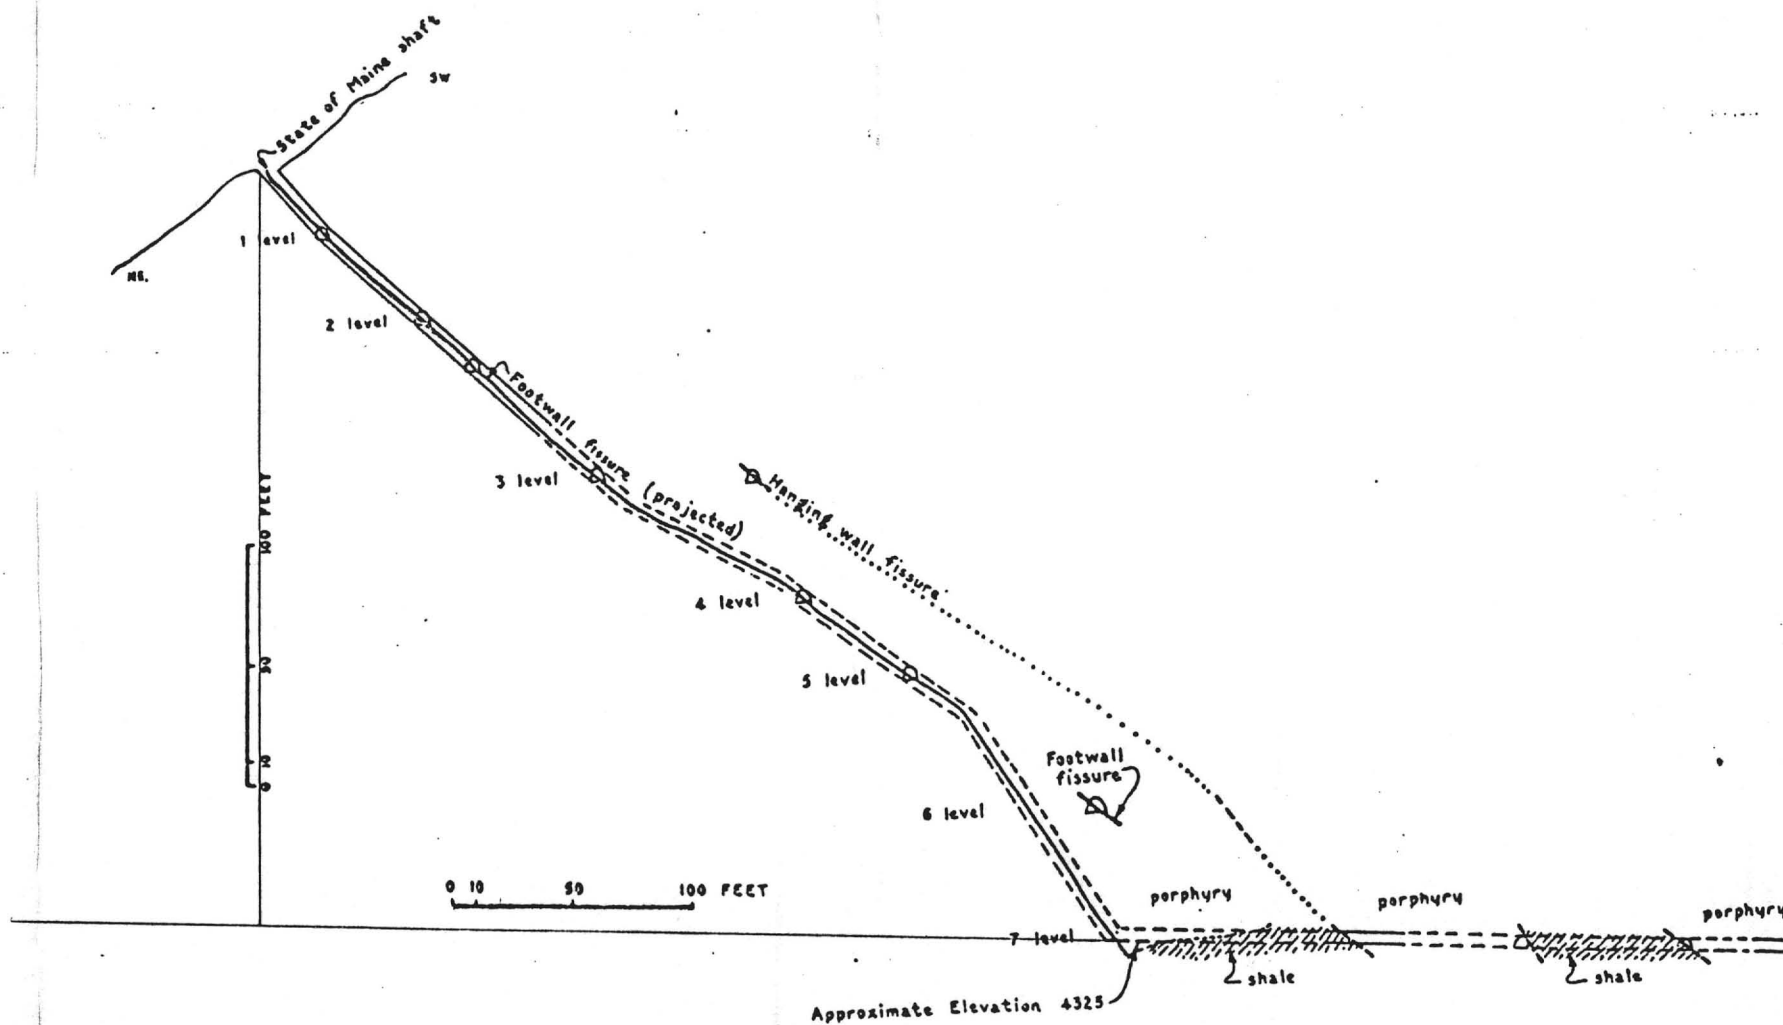 State of Maine shaft
SW
NE.
1 level
2 level
Footwall fissure (projected)
3 level
Hanging wall fissure
100 FEET
50
10
0
4 level
5 level
Footwall
fissure
6 level
0 10 50 100 FEET
porphyry
porphyry
porphyry
7 level
shale
shale
Approximate Elevation 4325